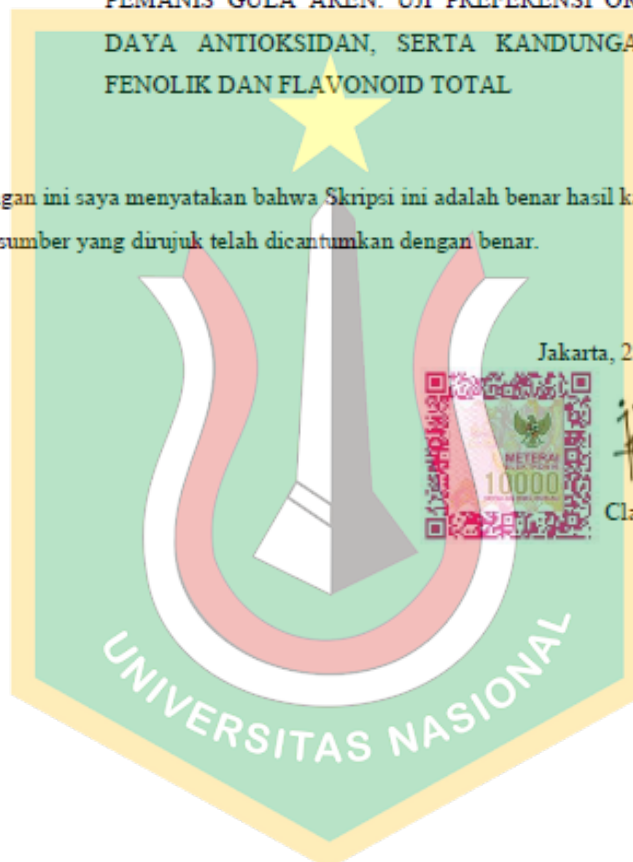 PEMANIS GULA AREN: UJI PREFERENSI
DAYA ANTIOKSIDAN, SERTA KANDUNGA
FENOLIK DAN FLAVONOID TOTAL
gan ini saya menyatakan bahwa Skripsi ini adalah benar hasil k
sumber yang dirujuk telah dicantumkan dengan benar.
Jakarta, 2
METERAI
10000
Cla
UNIVERSITAS NASIONAL